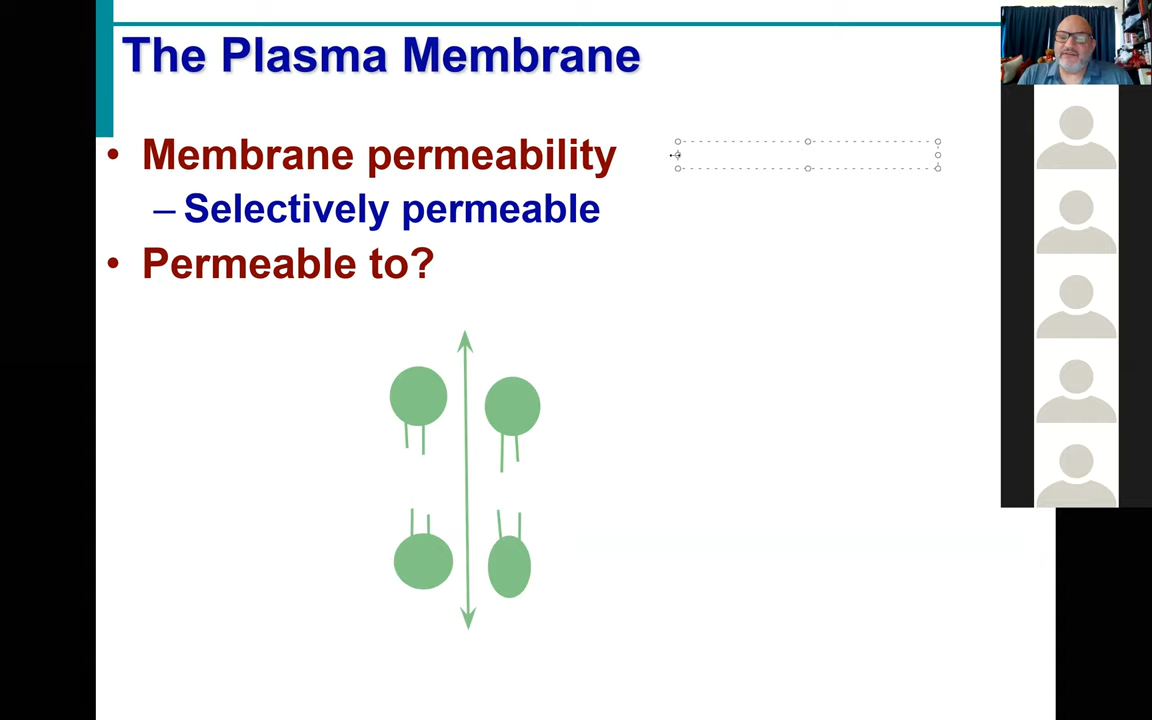 The Plasma Membrane
• Membrane permeability
– Selectively permeable
• Permeable to?